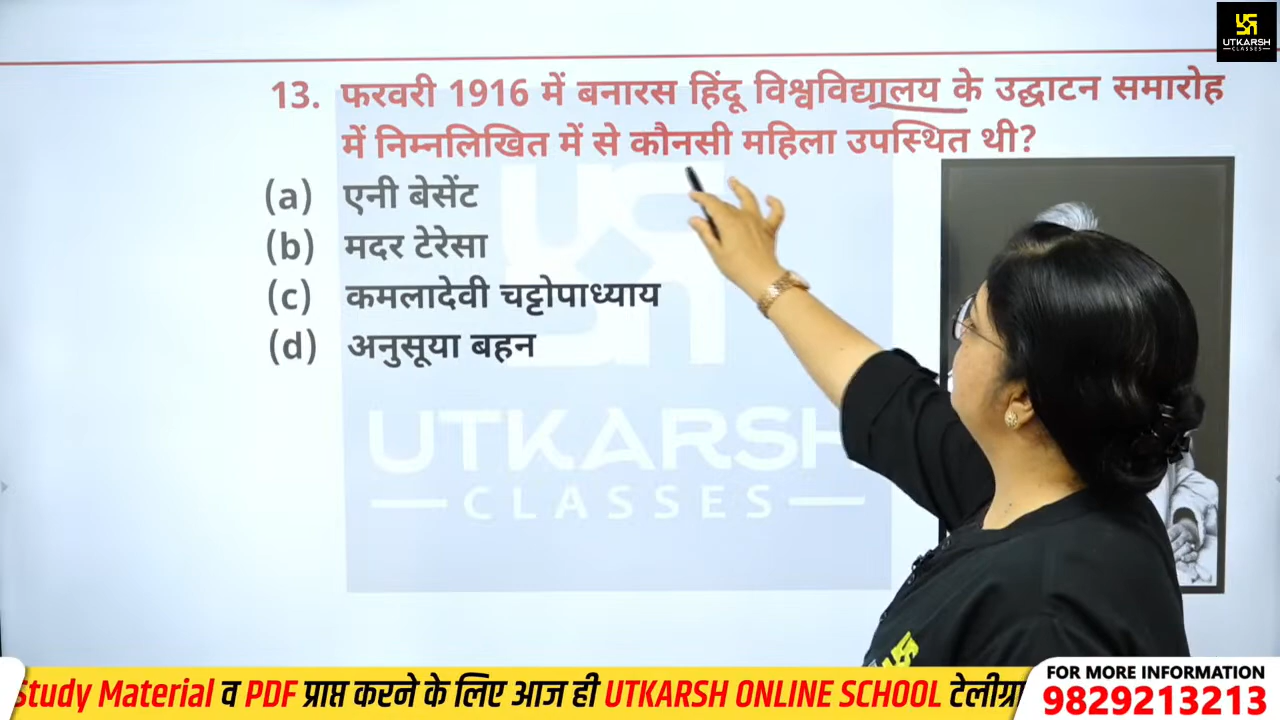 UTKARSH
CLASSES
13. फरवरी 1916 में बनारस हिंदू विश्वविद्यालय के उद्घाटन समारोह
में निम्नलिखित में से कौनसी महिला उपस्थित थी?
(a) एनी बेसेंट
(b) मदर टेरेसा
(c) कमलादेवी चट्टोपाध्याय
(d) अनुसूया बहन
UTKARSH
CLASSES
Study Material व PDF प्राप्त करने के लिए आज ही UTKARSH ONLINE SCHOOL टेलीग्रा
FOR MORE INFORMATION
9829213213